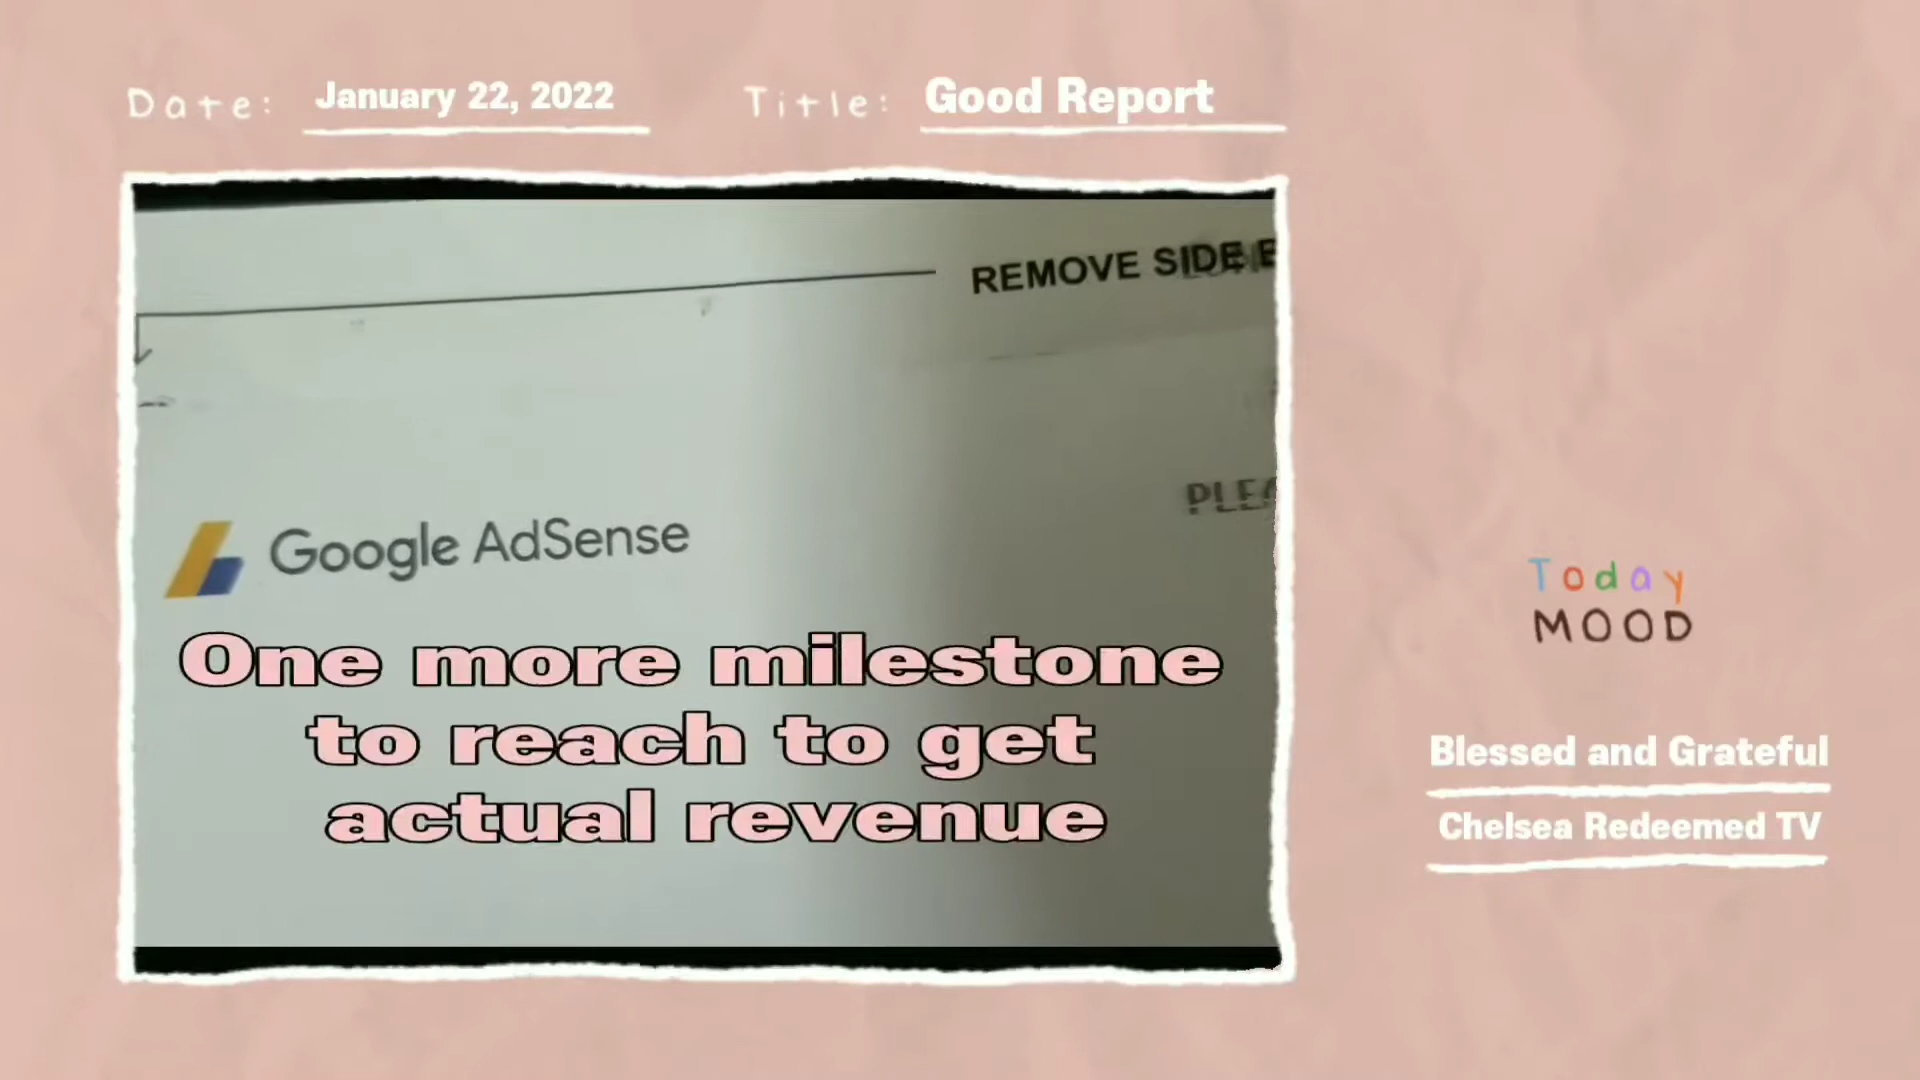 Date: January 22, 2022
Title: Good Report
REMOVE SIDE
Google AdSense
One more milestone
to reach to get
actual revenue
Today
MOOD
Blessed and Grateful
Chelsea Redeemed TV